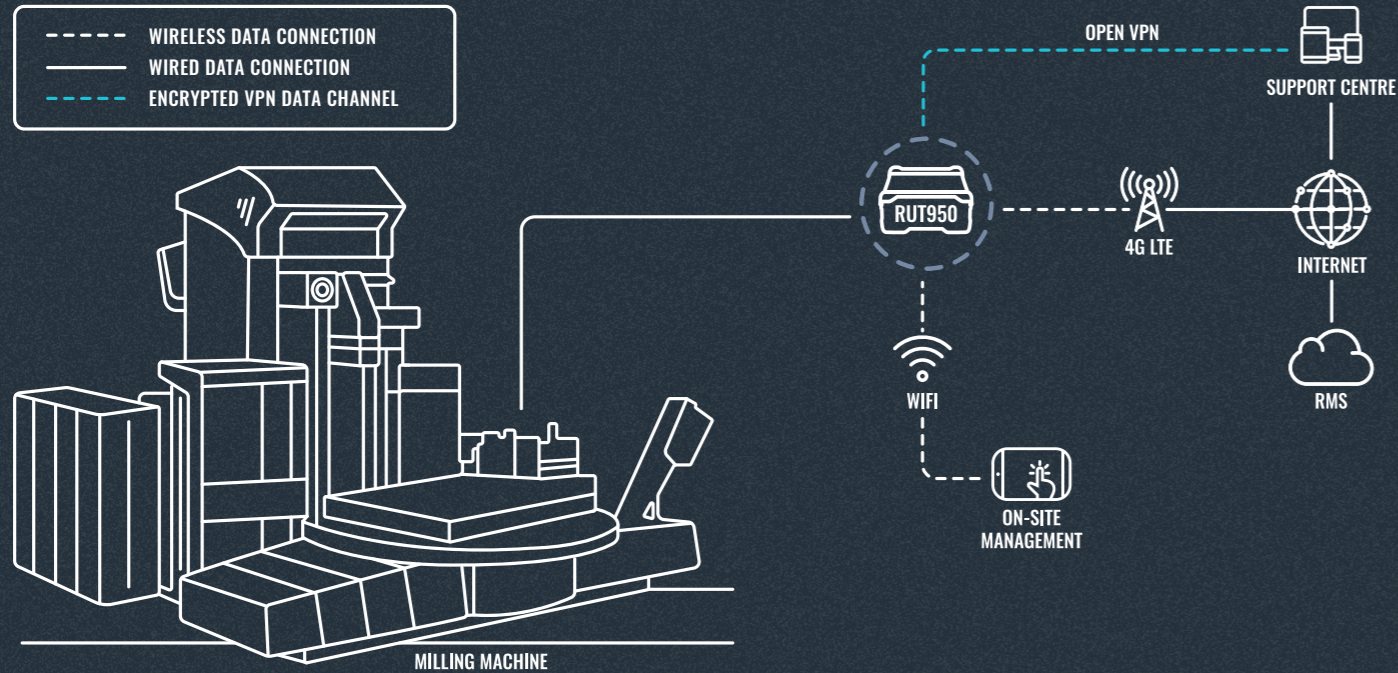 WIRELESS DATA CONNECTION
WIRED DATA CONNECTION
ENCRYPTED VPN DATA CHANNEL
OPEN VPN
SUPPORT CENTRE
RUT950
4G LTE
INTERNET
WIFI
RMS
ON-SITE
MANAGEMENT
MILLING MACHINE